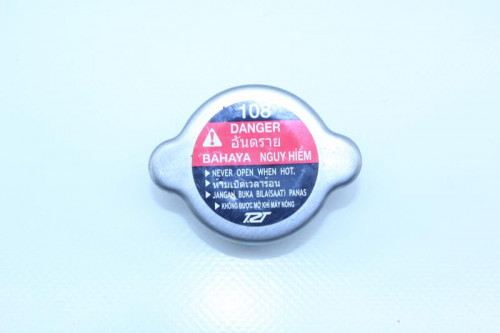 108
DANGER
อันตราย
BAHAYA NGUY HIỂM
NEVER OPEN WHEN HOT.
ห้ามเปิดเวลาร้อน
JANGAN BUKA BILA(SAAT) PANAS
KHÔNG ĐƯỢC MỞ KHI MÁY NÓNG